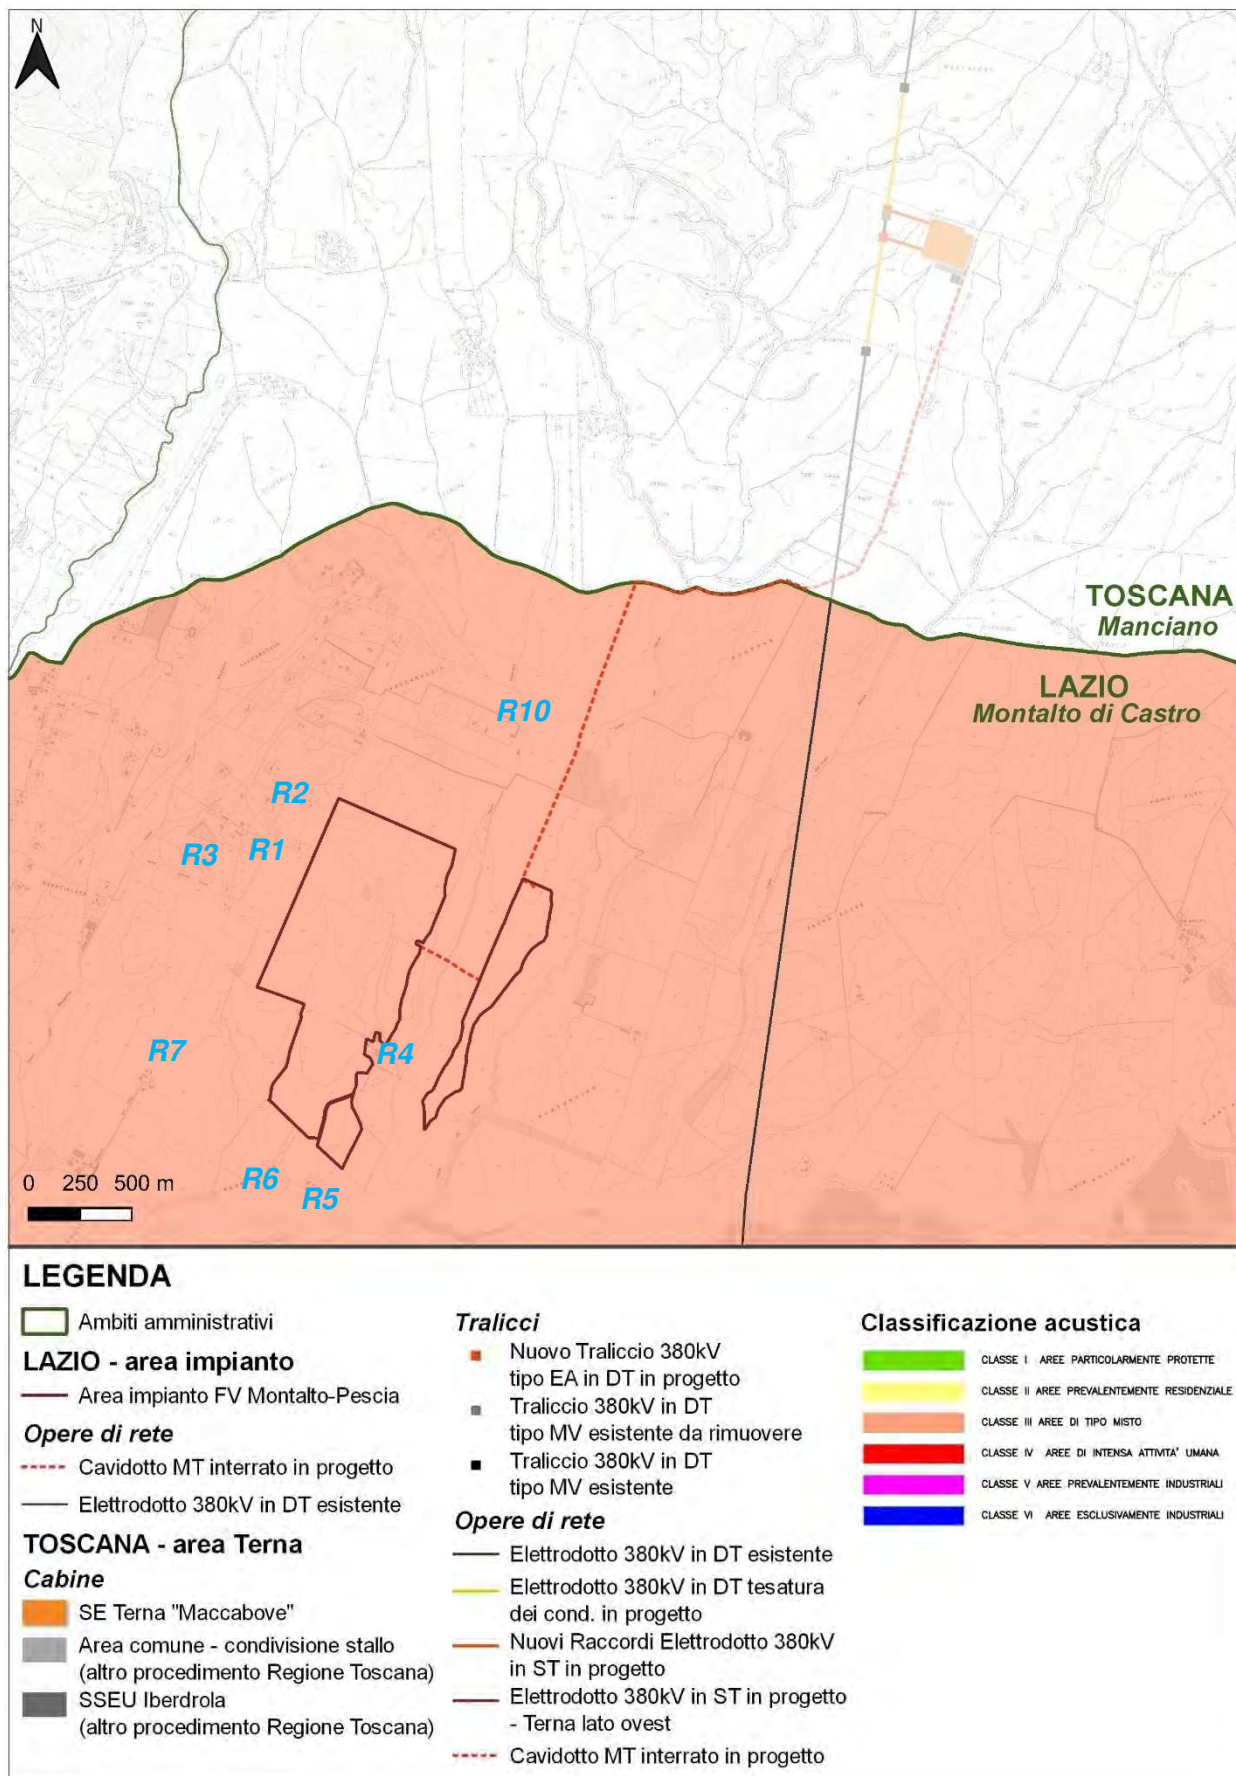 N
TOSCANA
Manciano
LAZIO
Montalto di Castro
R10
R2
R3
R1
R7
R4
R6
R5
0 250 500 m
LEGENDA
Ambiti amministrativi
LAZIO - area impianto
Area impianto FV Montalto-Pescia
Opere di rete
Cavidotto MT interrato in progetto
Elettrodotto 380kV in DT esistente
TOSCANA - area Terna
Cabine
SE Terna "Maccabove"
Area comune - condivisione stallo
(altro procedimento Regione Toscana)
SSEU Iberdrola
(altro procedimento Regione Toscana)
Tralicci
Nuovo Traliccio 380kV
tipo EA in DT in progetto
Traliccio 380kV in DT
tipo MV esistente da rimuovere
Traliccio 380kV in DT
tipo MV esistente
Opere di rete
Elettrodotto 380kV in DT esistente
Elettrodotto 380kV in DT tesatura
dei cond. in progetto
Nuovi Raccordi Elettrodotto 380kV
in ST in progetto
Elettrodotto 380kV in ST in progetto
- Terna lato ovest
Cavidotto MT interrato in progetto
Classificazione acustica
CLASSE I AREE PARTICOLARMENTE PROTETTE
CLASSE II AREE PREVALENTEMENTE RESIDENZIALE
CLASSE III AREE DI TIPO MISTO
CLASSE IV AREE DI INTENSA ATTIVITA' UMANA
CLASSE V AREE PREVALENTEMENTE INDUSTRIALI
CLASSE VI AREE ESCLUSIVAMENTE INDUSTRIALI